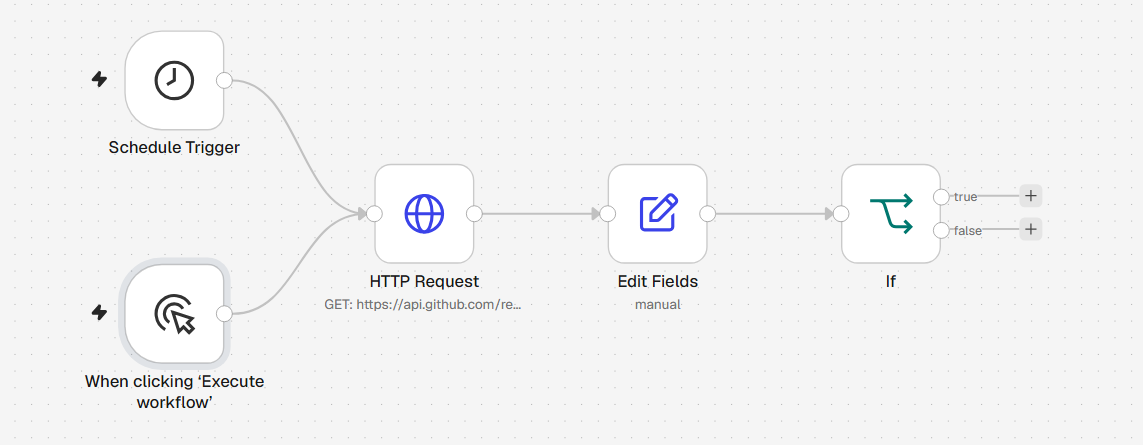 Schedule Trigger
When clicking ‘Execute
workflow’
HTTP Request
GET: https://api.github.com/re...
Edit Fields
manual
If
true
false